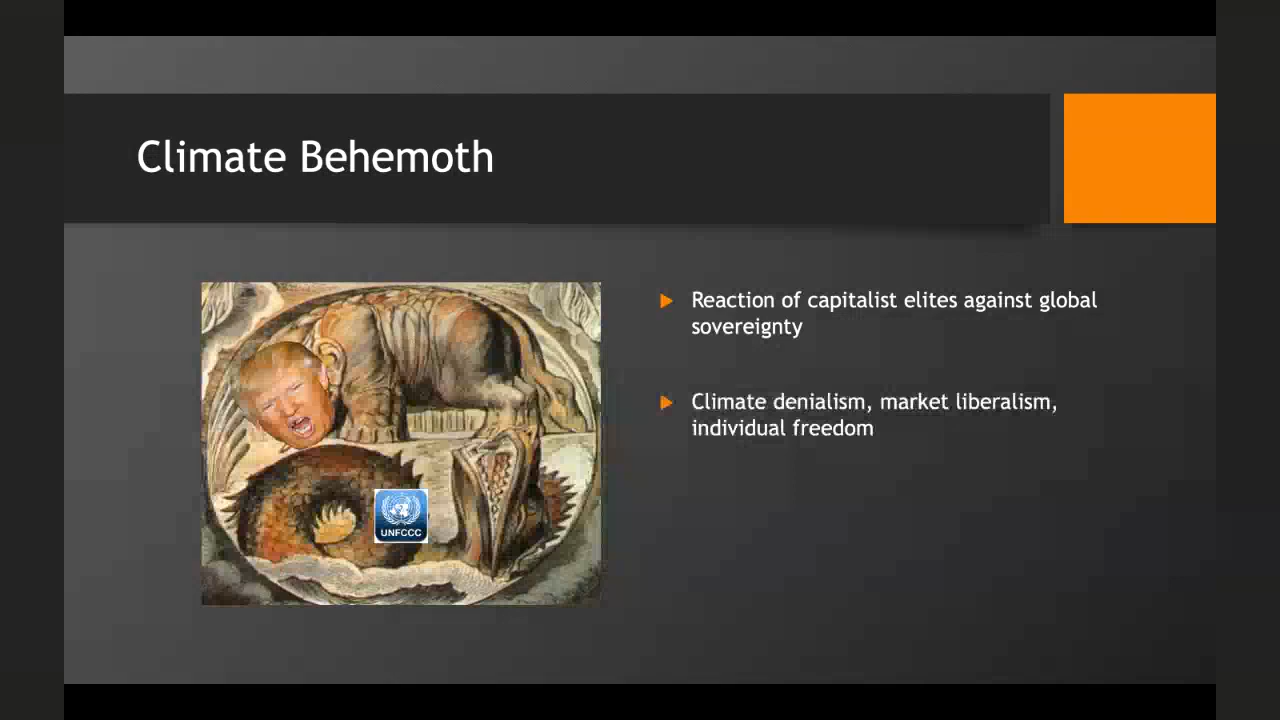 Climate Behemoth
Reaction of capitalist elites against global
sovereignty
Climate denialism, market liberalism,
individual freedom
UNFCCC